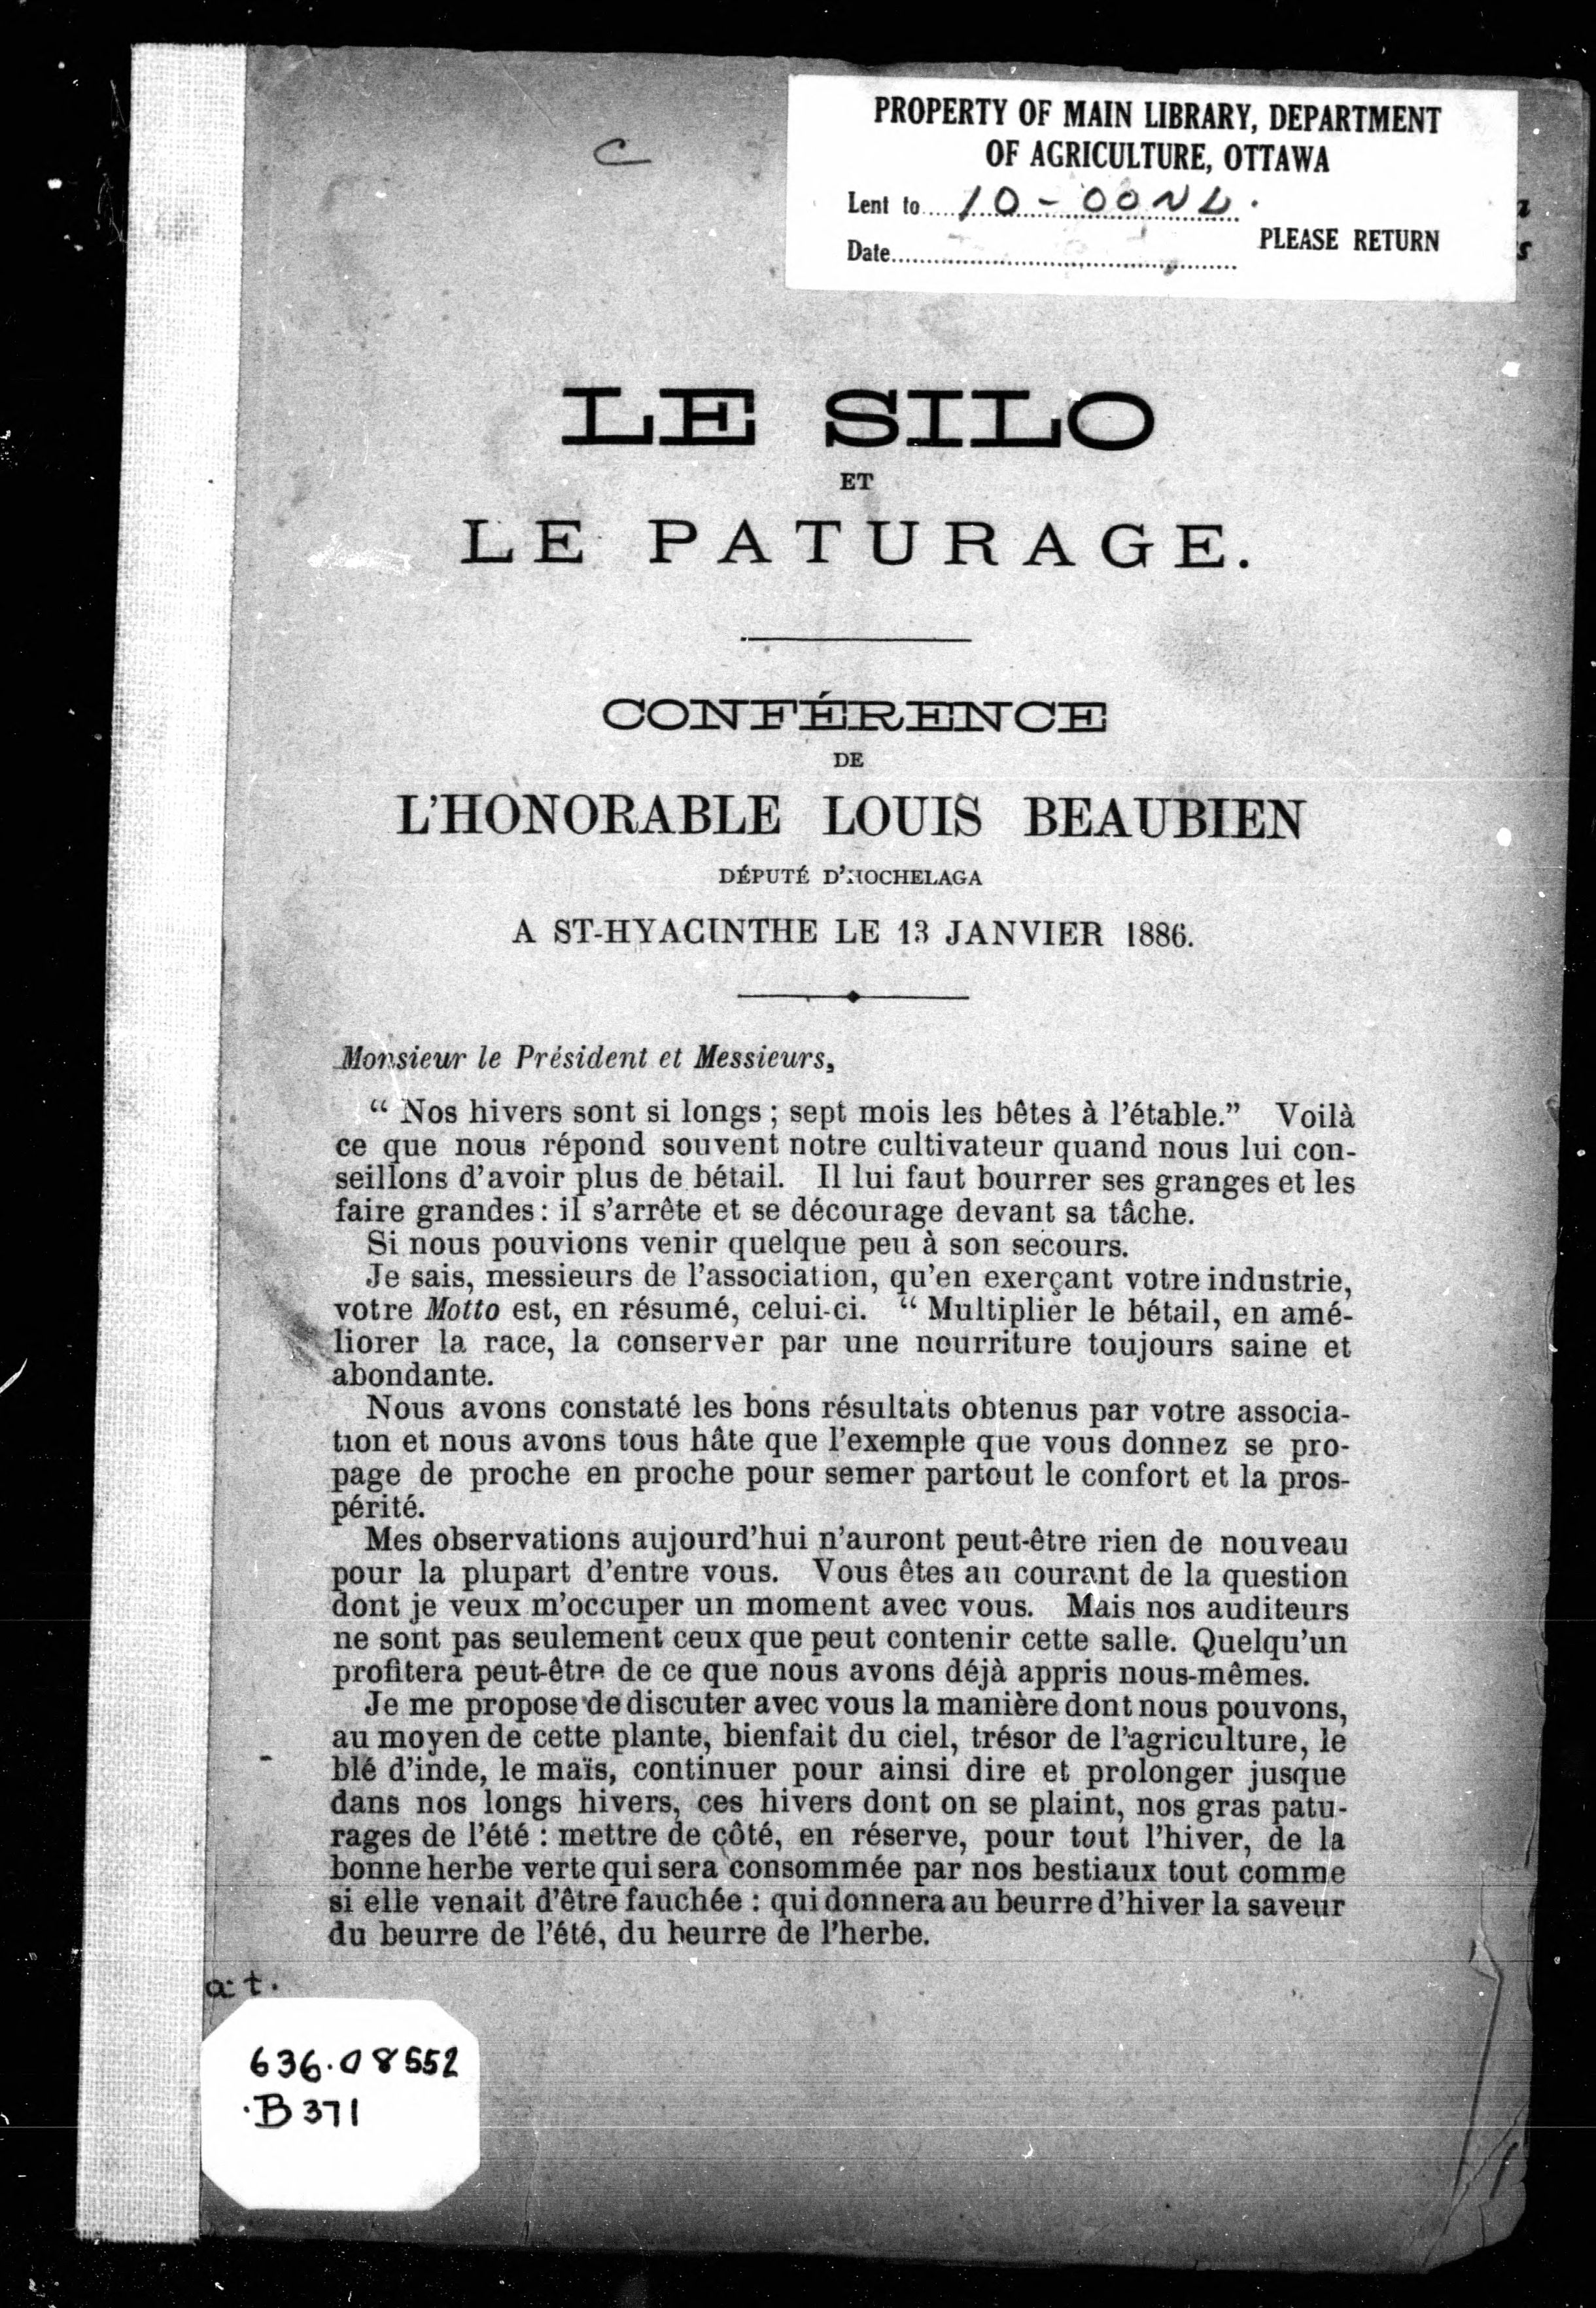 C
PROPERTY OF MAIN LIBRARY, DEPARTMENT
OF AGRICULTURE, OTTAWA
Lent to.....10-OONL.
Date.....
PLEASE RETURN
LE SILO
ET
LE PATURAGE.
CONFÉRENCE
DE
L'HONORABLE LOUIS BEAUBIEN
DÉPUTÉ D'HOCHELAGA
A ST-HYACINTHE LE 13 JANVIER 1886.
Monsieur le Président et Messieurs,
“ Nos hivers sont si longs ; sept mois les bêtes à l'étable.” Voilà
ce que nous répond souvent notre cultivateur quand nous lui con-
seillons d'avoir plus de bétail. Il lui faut bourrer ses granges et les
faire grandes : il s'arrête et se décourage devant sa tâche.
Si nous pouvions venir quelque peu à son secours.
Je sais, messieurs de l'association, qu'en exerçant votre industrie,
votre Motto est, en résumé, celui-ci. “ Multiplier le bétail, en amé-
liorer la race, la conserver par une nourriture toujours saine et
abondante.
Nous avons constaté les bons résultats obtenus par votre associa-
tion et nous avons tous hâte que l'exemple que vous donnez se pro-
page de proche en proche pour semer partout le confort et la pros-
périté.
Mes observations aujourd'hui n'auront peut-être rien de nouveau
pour la plupart d'entre vous. Vous êtes au courant de la question
dont je veux m'occuper un moment avec vous. Mais nos auditeurs
ne sont pas seulement ceux que peut contenir cette salle. Quelqu'un
profitera peut-être de ce que nous avons déjà appris nous-mêmes.
Je me propose de discuter avec vous la manière dont nous pouvons,
au moyen de cette plante, bienfait du ciel, trésor de l'agriculture, le
blé d'inde, le maïs, continuer pour ainsi dire et prolonger jusque
dans nos longs hivers, ces hivers dont on se plaint, nos gras patu-
rages de l'été : mettre de côté, en réserve, pour tout l'hiver, de la
bonne herbe verte qui sera consommée par nos bestiaux tout comme
si elle venait d'être fauchée : qui donnera au beurre d'hiver la saveur
du beurre de l'été, du beurre de l'herbe.
at.
636.08552
.B371